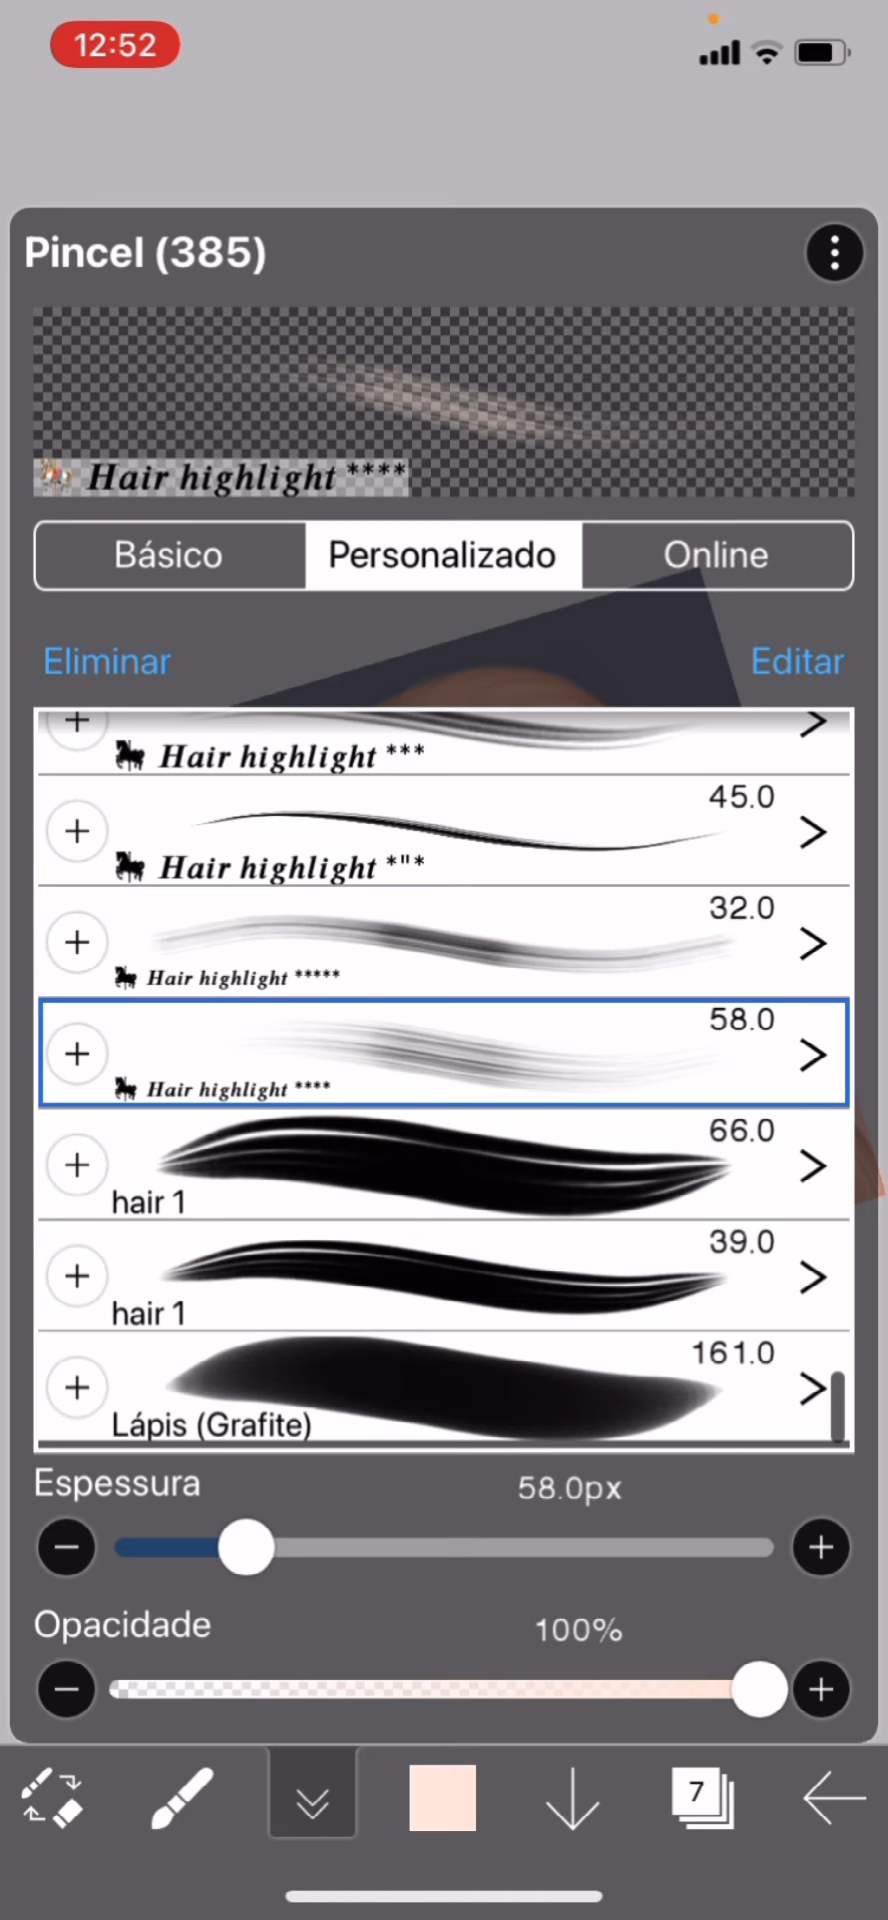 12:52
Pincel (385)
Hair highlight ****
Básico Personalizado Online
Eliminar Editar
Hair highlight ***
45.0
Hair highlight *"*
32.0
Hair highlight *****
58.0
Hair highlight ****
66.0
hair 1
39.0
hair 1
161.0
Lápis (Grafite)
Espessura 58.0px
Opacidade 100%
7